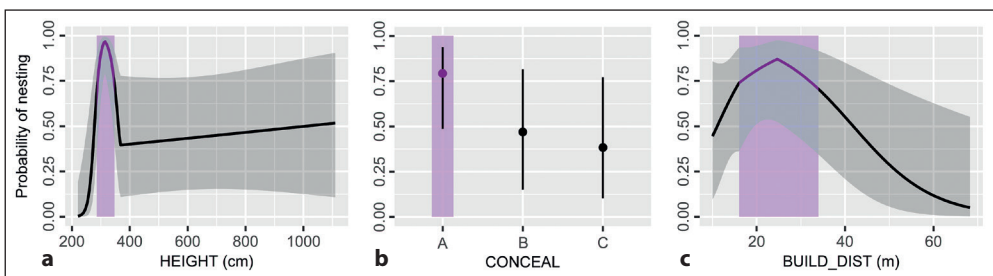 Probability of nesting
1.00
0.75
0.50
0.25
0.00
200
400
600
800
1000
a
HEIGHT (cm)
1.00
0.75
0.50
0.25
0.00
A
B
C
b
CONCEAL
1.00
0.75
0.50
0.25
0.00
20
40
60
c
BUILD_DIST (m)